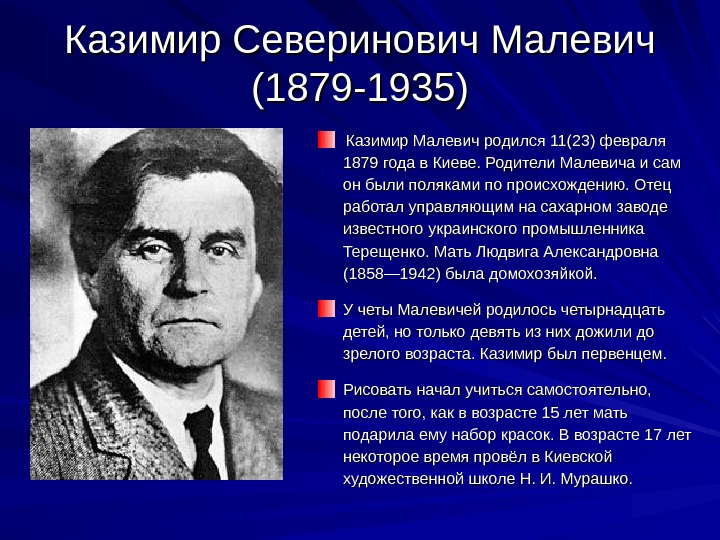 Казимир Северинович Малевич
(1879-1935)
Казимир Малевич родился 11(23) февраля
1879 года в Киеве. Родители Малевича и сам
он были поляками по происхождению. Отец
работал управляющим на сахарном заводе
известного украинского промышленника
Терещенко. Мать Людвига Александровна
(1858—1942) была домохозяйкой.
У четы Малевичей родилось четырнадцать
детей, но только девять из них дожили до
зрелого возраста. Казимир был первенцем.
Рисовать начал учиться самостоятельно,
после того, как в возрасте 15 лет мать
подарила ему набор красок. В возрасте 17 лет
некоторое время провёл в Киевской
художественной школе Н. И. Мурашко.